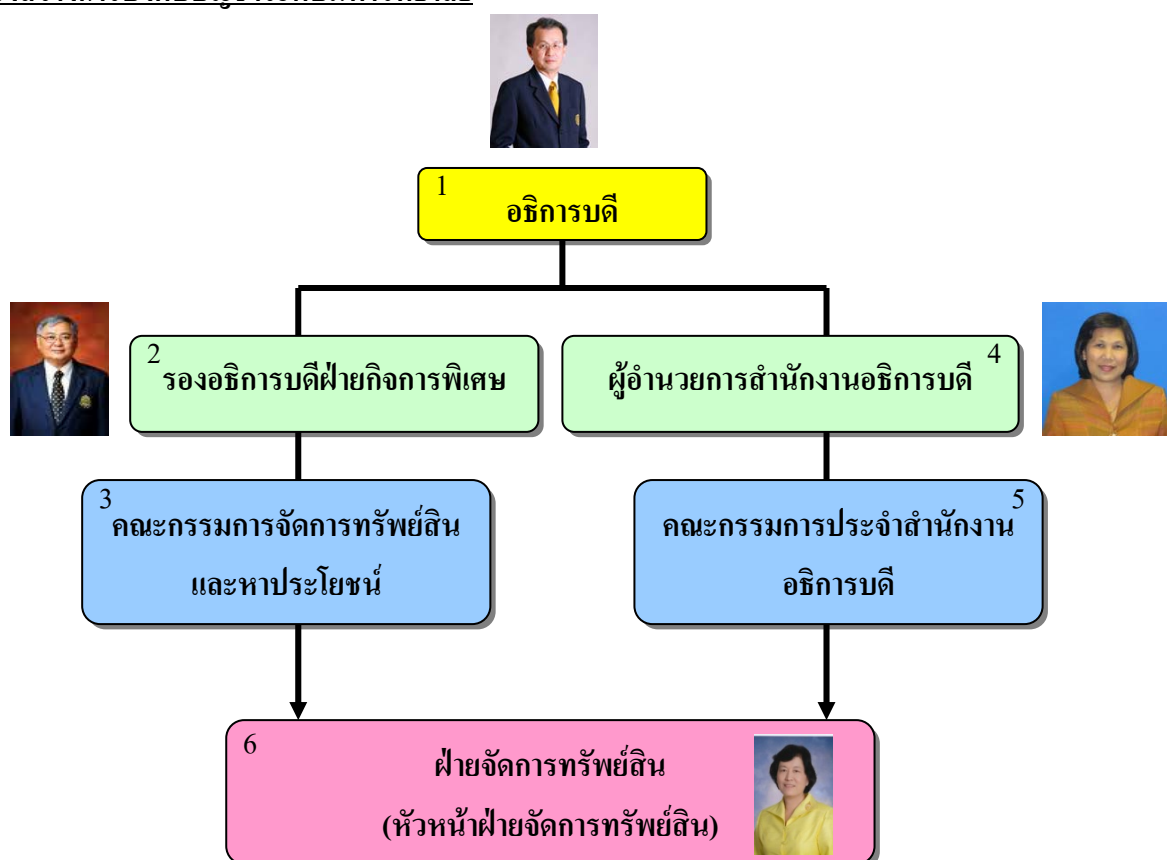 1
อธิการบดี
2
รองอธิการบดีฝ่ายกิจการพิเศษ
4
ผู้อำนวยการสำนักงานอธิการบดี
3
คณะกรรมการจัดการทรัพย์สิน
และหาประโยชน์
5
คณะกรรมการประจำสำนักงาน
อธิการบดี
6
ฝ่ายจัดการทรัพย์สิน
(หัวหน้าฝ่ายจัดการทรัพย์สิน)